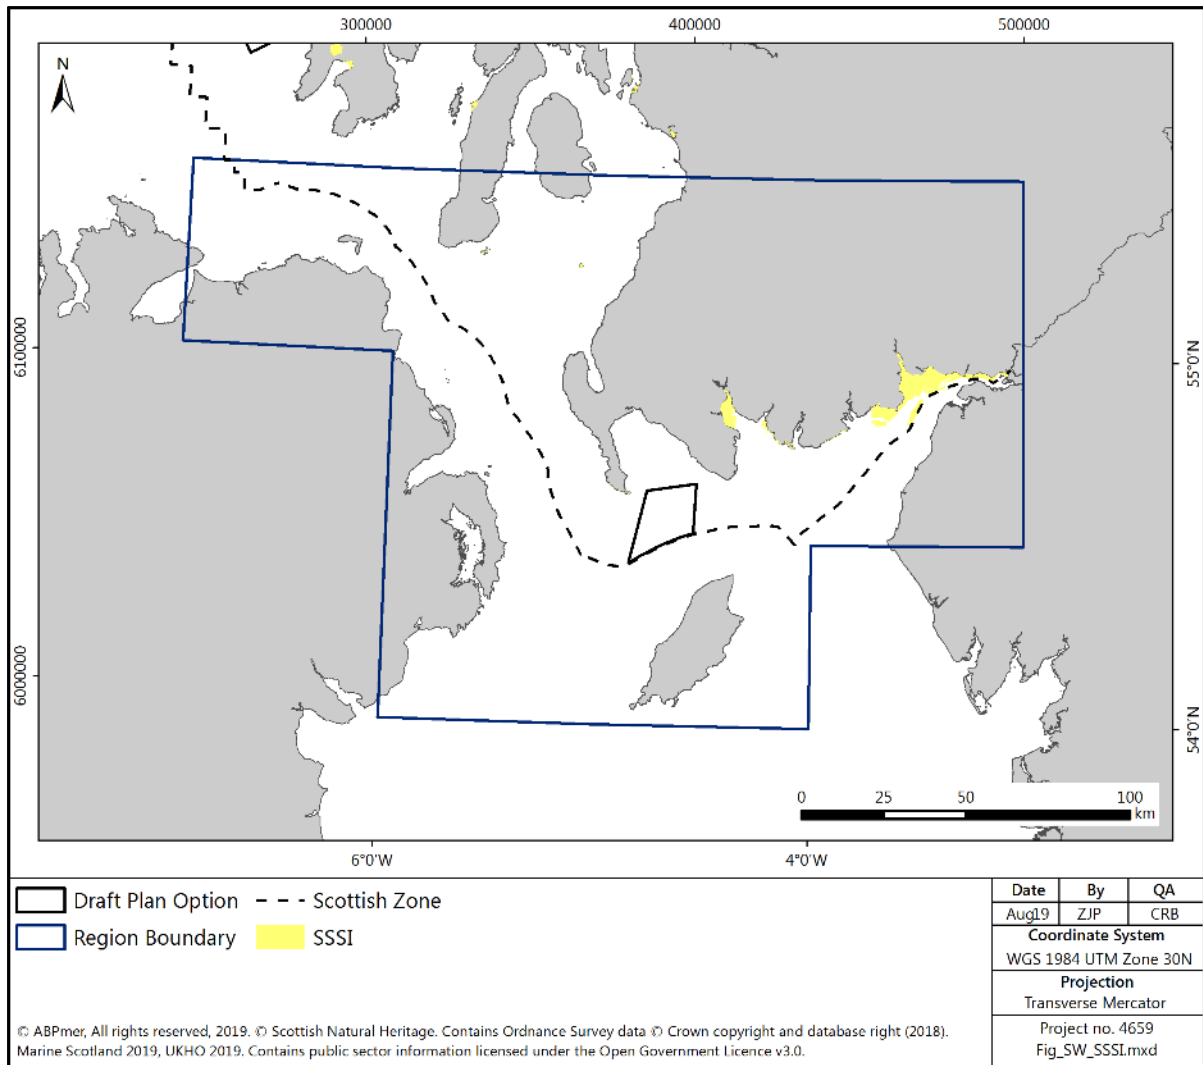 300000 400000 500000
N
6100000
55°0'N
6000000
54°0'N
0 25 50 100
km
6°0'W 4°0'W
Draft Plan Option Scottish Zone
Region Boundary SSSI
Date By QA
Aug19 ZJP CRB
Coordinate System
WGS 1984 UTM Zone 30N
Projection
Transverse Mercator
Project no. 4659
Fig_SW_SSSI.mxd
© ABPmer, All rights reserved, 2019. © Scottish Natural Heritage. Contains Ordnance Survey data © Crown copyright and database right (2018).
Marine Scotland 2019, UKHO 2019. Contains public sector information licensed under the Open Government Licence v3.0.